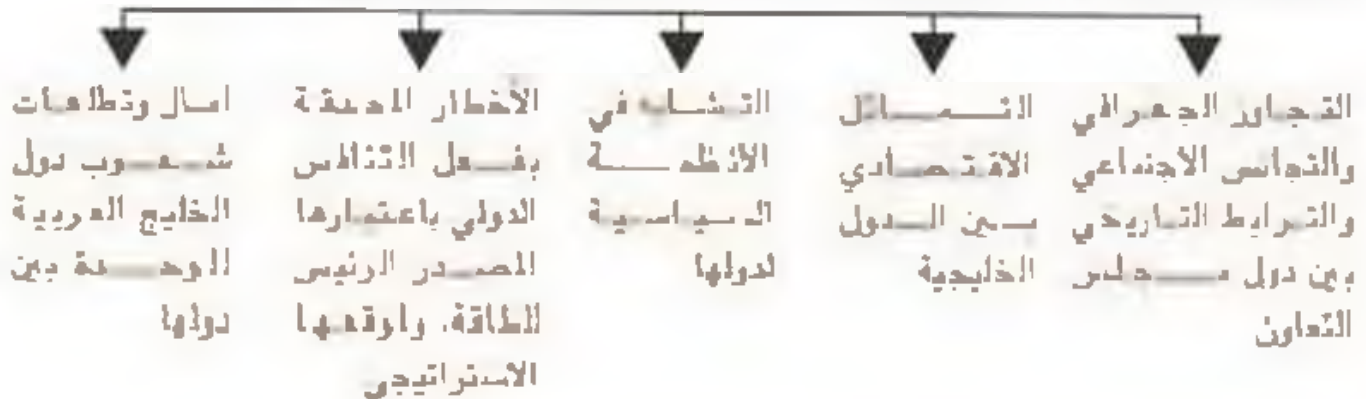 التجاور الجغرافي
والتجانس الاجتماعي
والترابط التاريخي
بين دول مجلس
التعاون
التماثل
الاقتصادي
بين الدول
الخليجية
التشابه في
الأنظمة
السياسية
لدولها
الأخطار المحدقة
بفعل التنافس
الدولي باعتبارها
المصدر الرئيس
للطاقة، ولموقعها
الاستراتيجي
آمال وتطلعات
شعوب دول
الخليج العربية
للوحدة بين
دولها